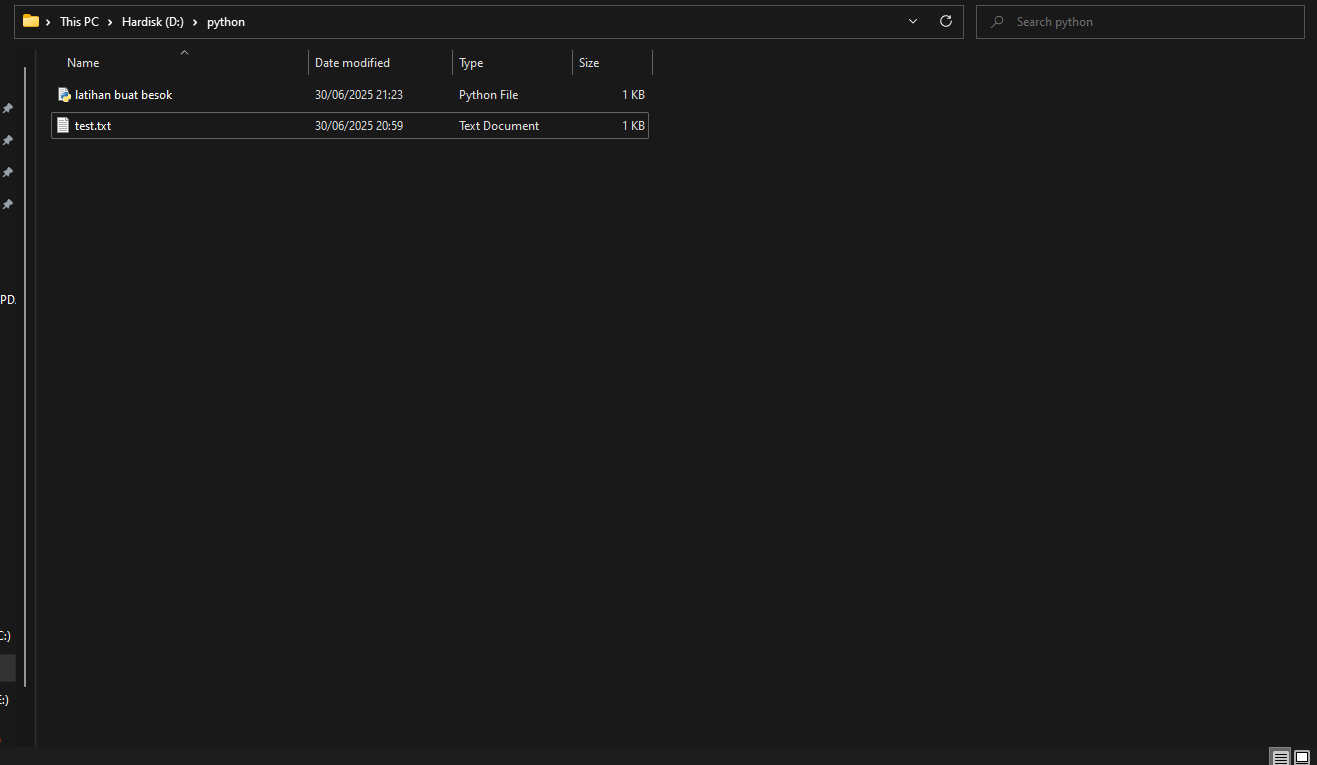 This PC > Hardisk (D:) > python
Search python
Name Date modified Type Size
latihan buat besok 30/06/2025 21:23 Python File 1 KB
test.txt 30/06/2025 20:59 Text Document 1 KB
PD
C:)
E:)